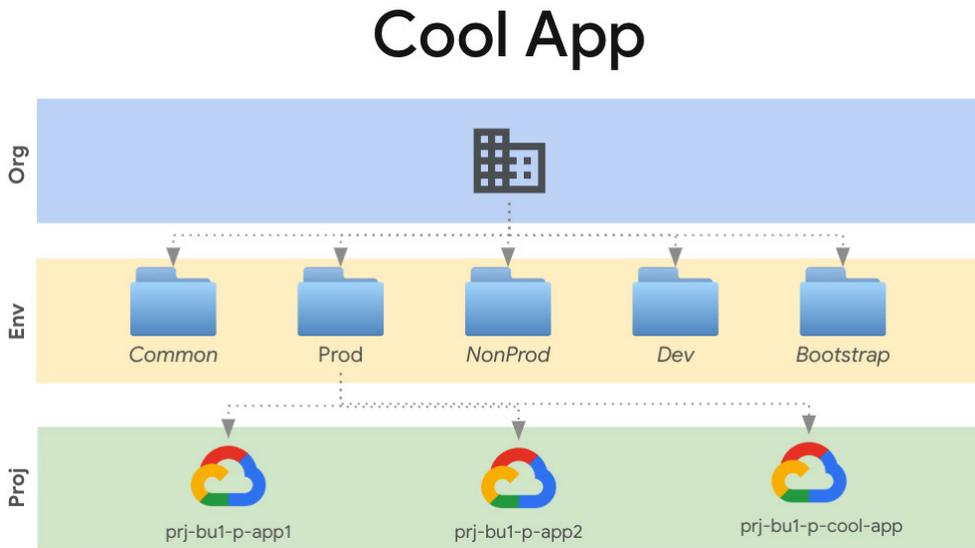 Cool App
Org
Env
Common
Prod
NonProd
Dev
Bootstrap
Proj
prj-bu1-p-app1
prj-bu1-p-app2
prj-bu1-p-cool-app